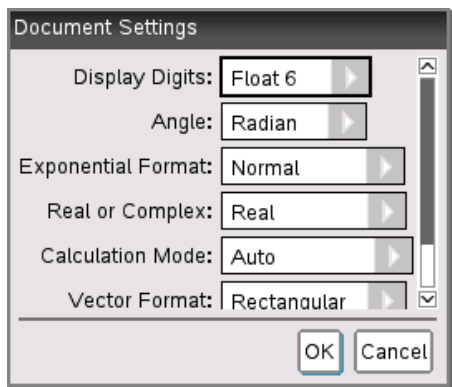 Document Settings
Display Digits: Float 6
Angle: Radian
Exponential Format: Normal
Real or Complex: Real
Calculation Mode: Auto
Vector Format: Rectangular
OK Cancel